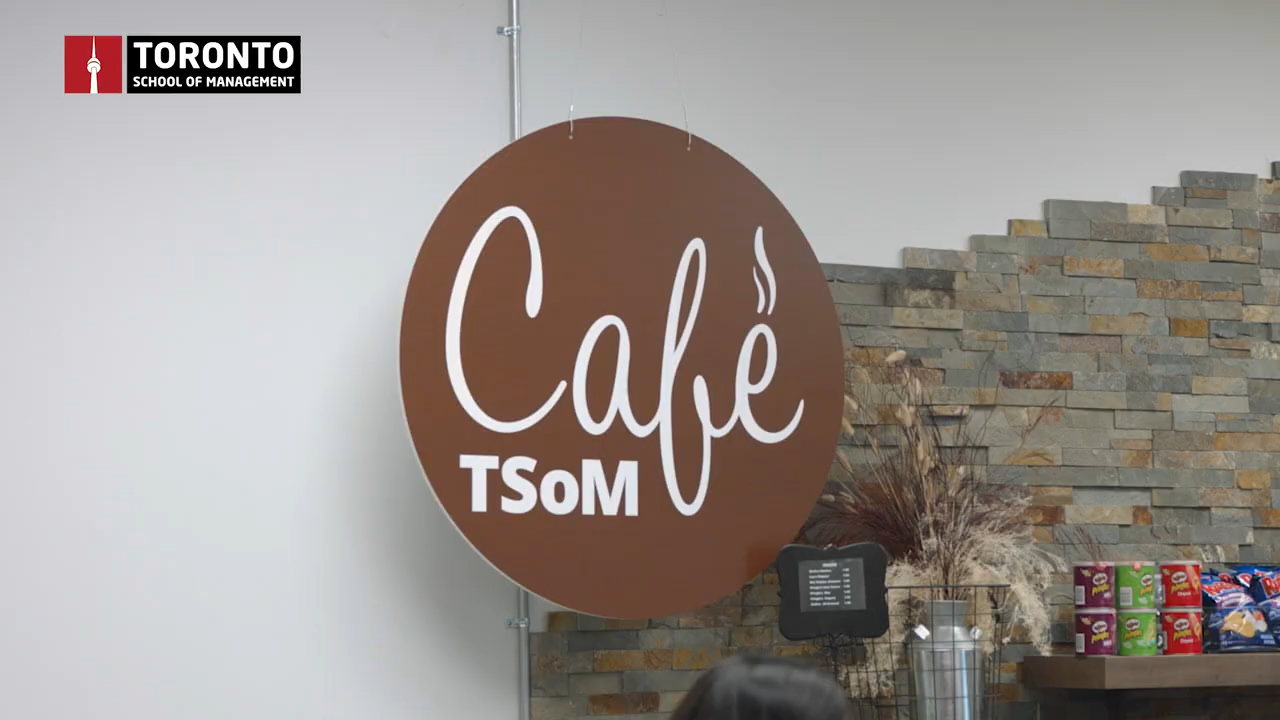 TORONTO
SCHOOL OF MANAGEMENT
Café
TSoM
Pringles
Pringles
Pringles
Pringles
Pringles
Pringles